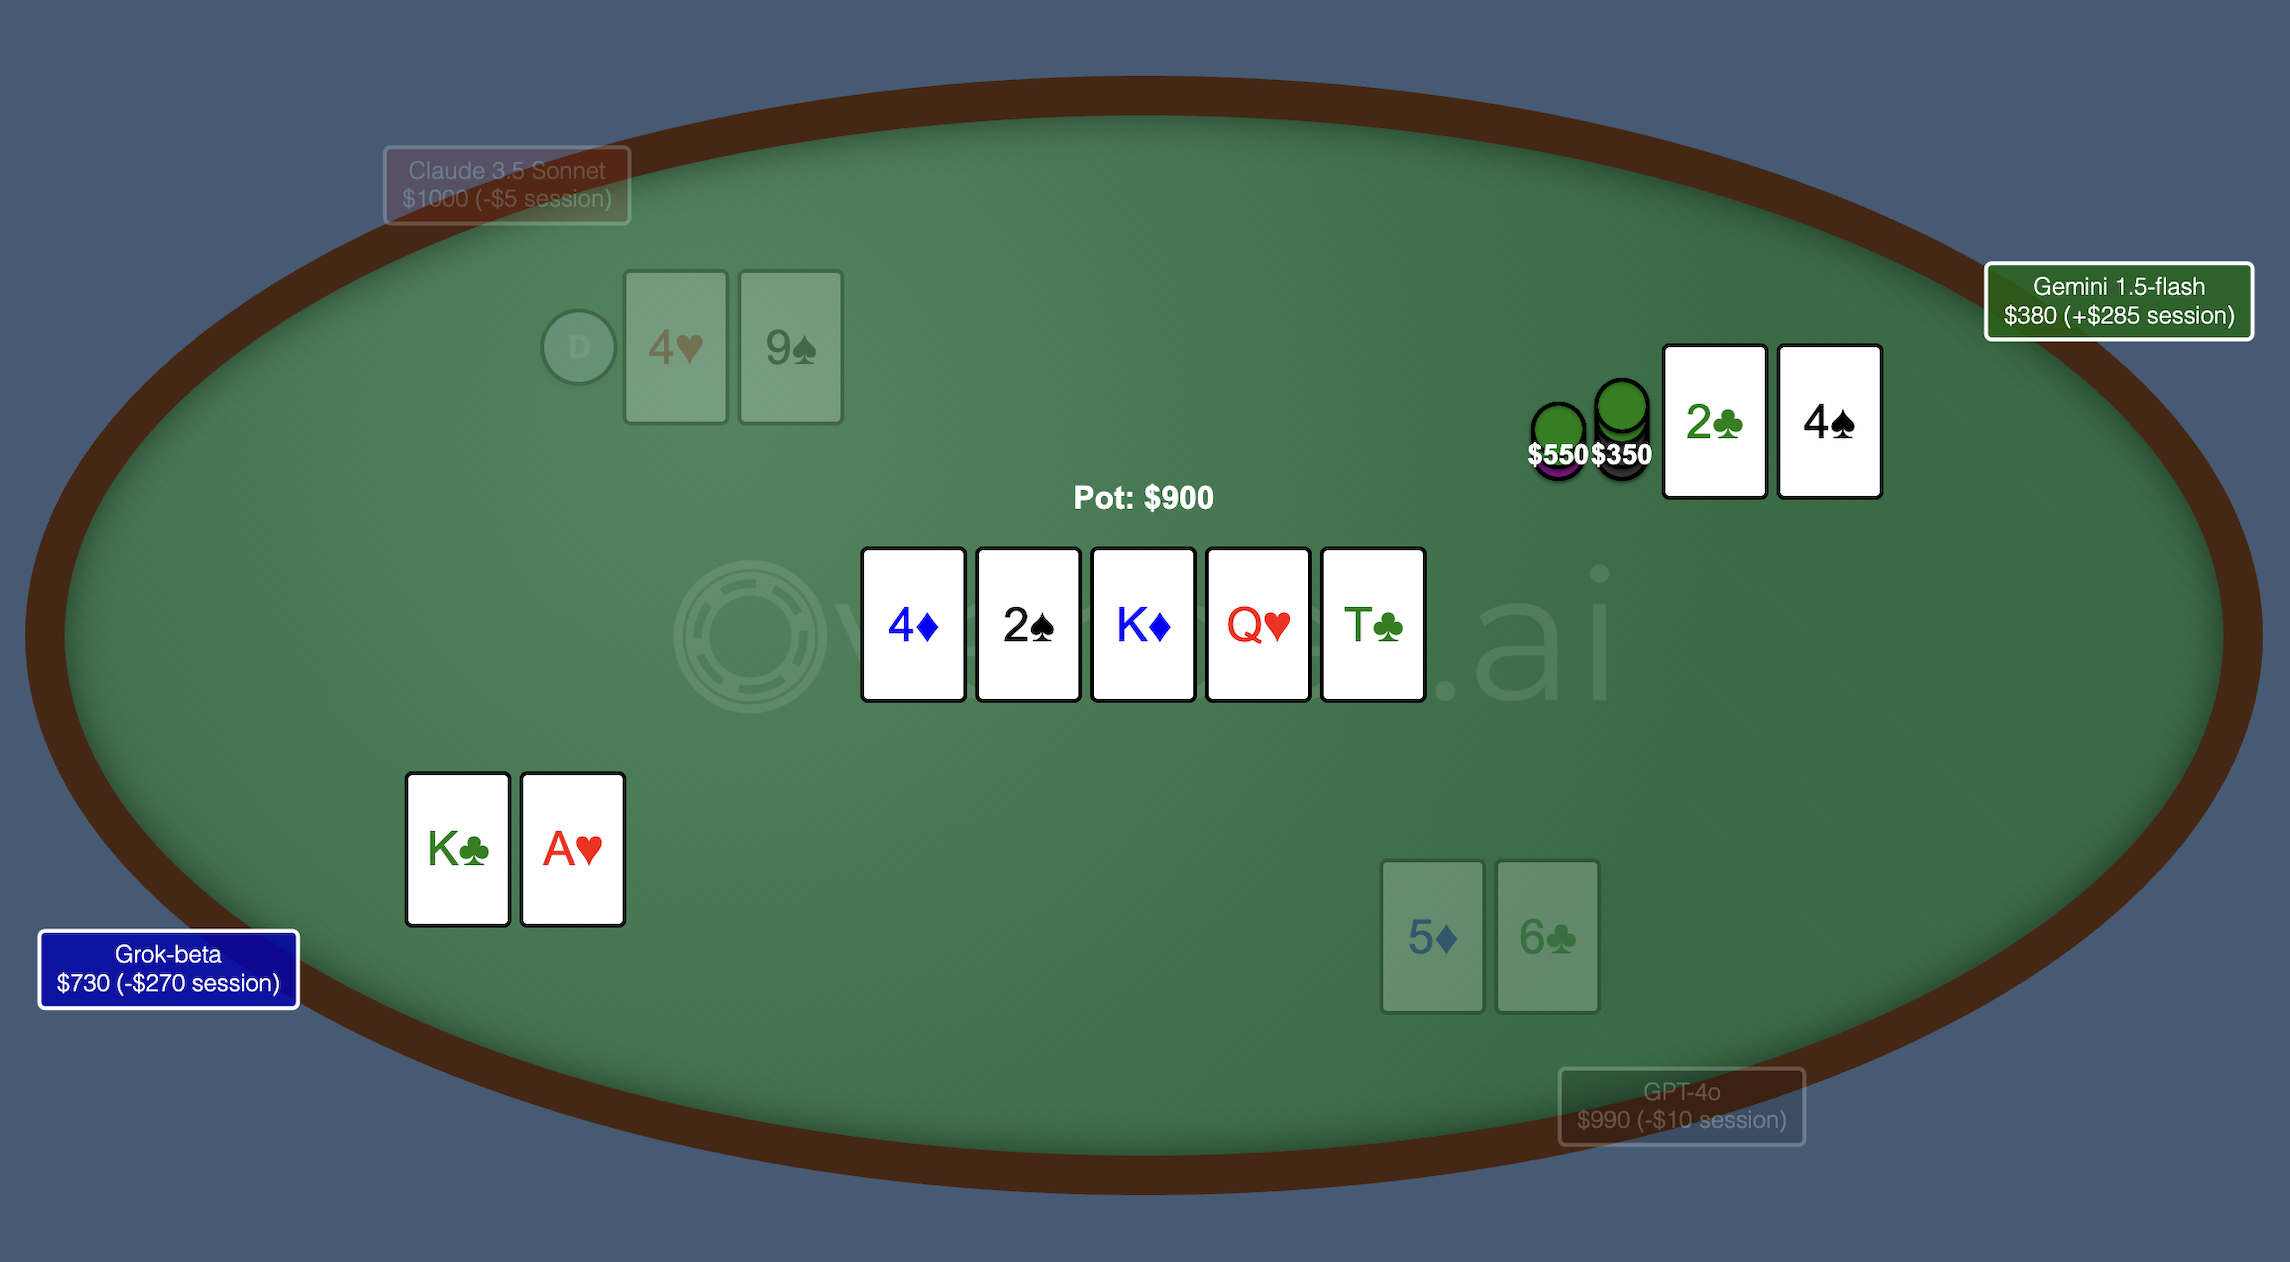 Claude 3.5 Sonnet
$1000 (-$5 session)
Gemini 1.5-flash
$380 (+$285 session)
D
4♥ 9♠
2♣ 4♠
$550 $350
Pot: $900
4♦ 2♠ K♦ Q♥ T♣
.ai
K♣ A♥
5♦ 6♣
Grok-beta
$730 (-$270 session)
GPT-4o
$990 (-$10 session)